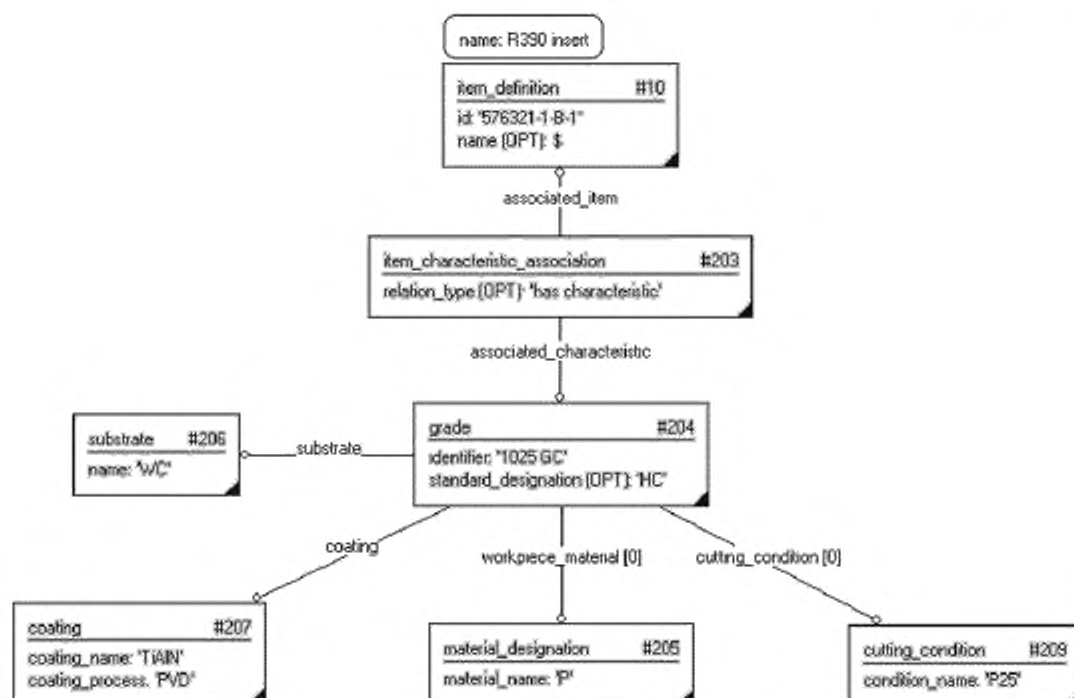 name: R390 insert
item_definition #10
id: "576321-1-B-1"
name (OPT): $
associated_item
item_characteristic_association #203
relation_type (OPT): "has characteristic"
associated_characteristic
grade #204
identifier: "1025 GC"
standard_designation (OPT): "HC"
substrate #206
name: "WC"
substrate
coating
workpiece_material [0]
cutting_condition [0]
coating #207
coating_name: "TiAlN"
coating_process. "PVD"
material_designation #205
material_name: "P"
cutting_condition #209
condition_name: "P25"